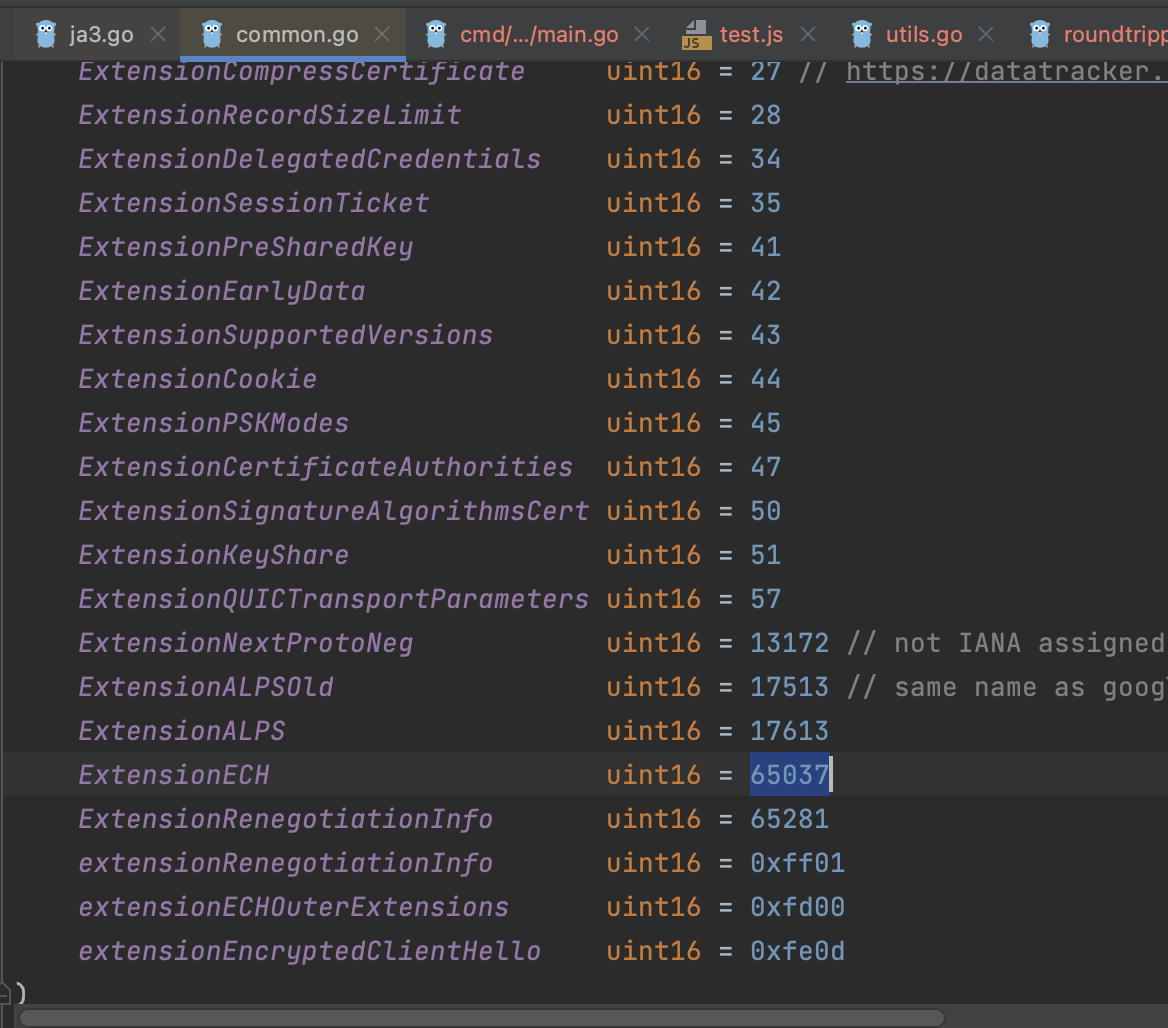 ja3.go common.go cmd/.../main.go JS test.js utils.go roundtripp
ExtensionCompressCertificate uint16 = 27 // https://datatracker.
ExtensionRecordSizeLimit uint16 = 28
ExtensionDelegatedCredentials uint16 = 34
ExtensionSessionTicket uint16 = 35
ExtensionPreSharedKey uint16 = 41
ExtensionEarlyData uint16 = 42
ExtensionSupportedVersions uint16 = 43
ExtensionCookie uint16 = 44
ExtensionPSKModes uint16 = 45
ExtensionCertificateAuthorities uint16 = 47
ExtensionSignatureAlgorithmsCert uint16 = 50
ExtensionKeyShare uint16 = 51
ExtensionQUICTransportParameters uint16 = 57
ExtensionNextProtoNeg uint16 = 13172 // not IANA assigned
ExtensionALPSOld uint16 = 17513 // same name as goog
ExtensionALPS uint16 = 17613
ExtensionECH uint16 = 65037
ExtensionRenegotiationInfo uint16 = 65281
extensionRenegotiationInfo uint16 = 0xff01
extensionECHOuterExtensions uint16 = 0xfd00
extensionEncryptedClientHello uint16 = 0xfe0d
)